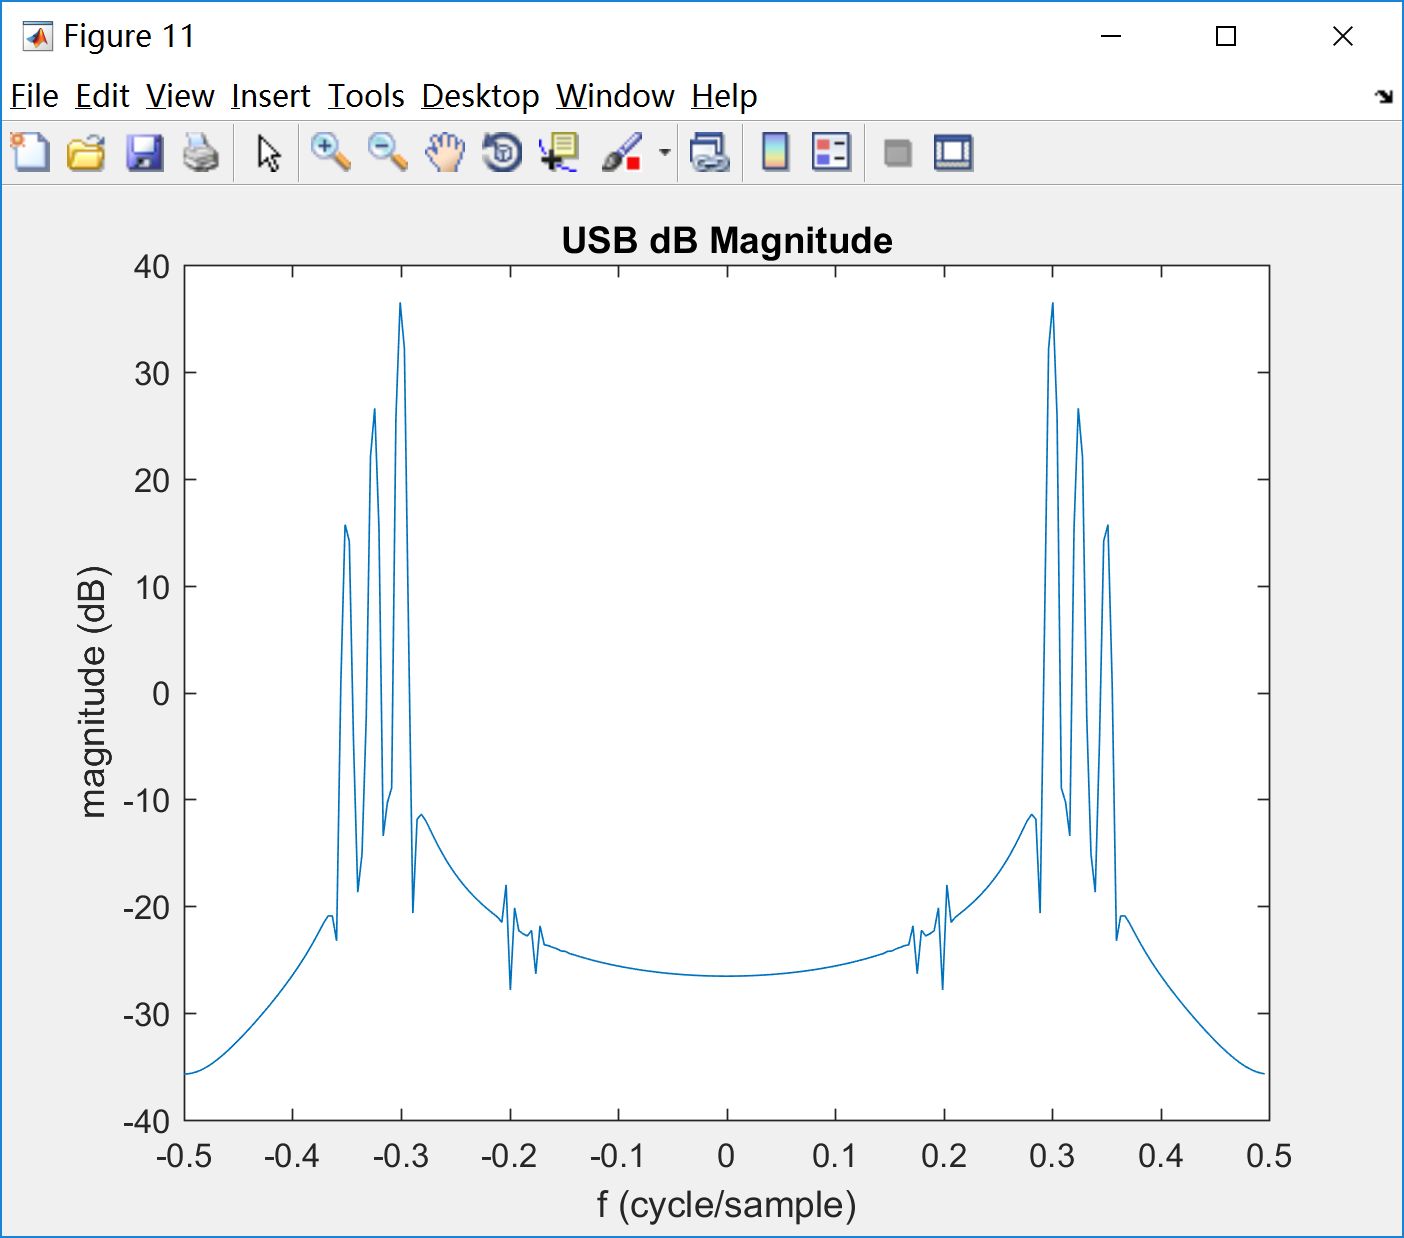 Figure 11
File Edit View Insert Tools Desktop Window Help
USB dB Magnitude
40
30
20
10
0
-10
-20
-30
-40
magnitude (dB)
-0.5 -0.4 -0.3 -0.2 -0.1 0 0.1 0.2 0.3 0.4 0.5
f (cycle/sample)